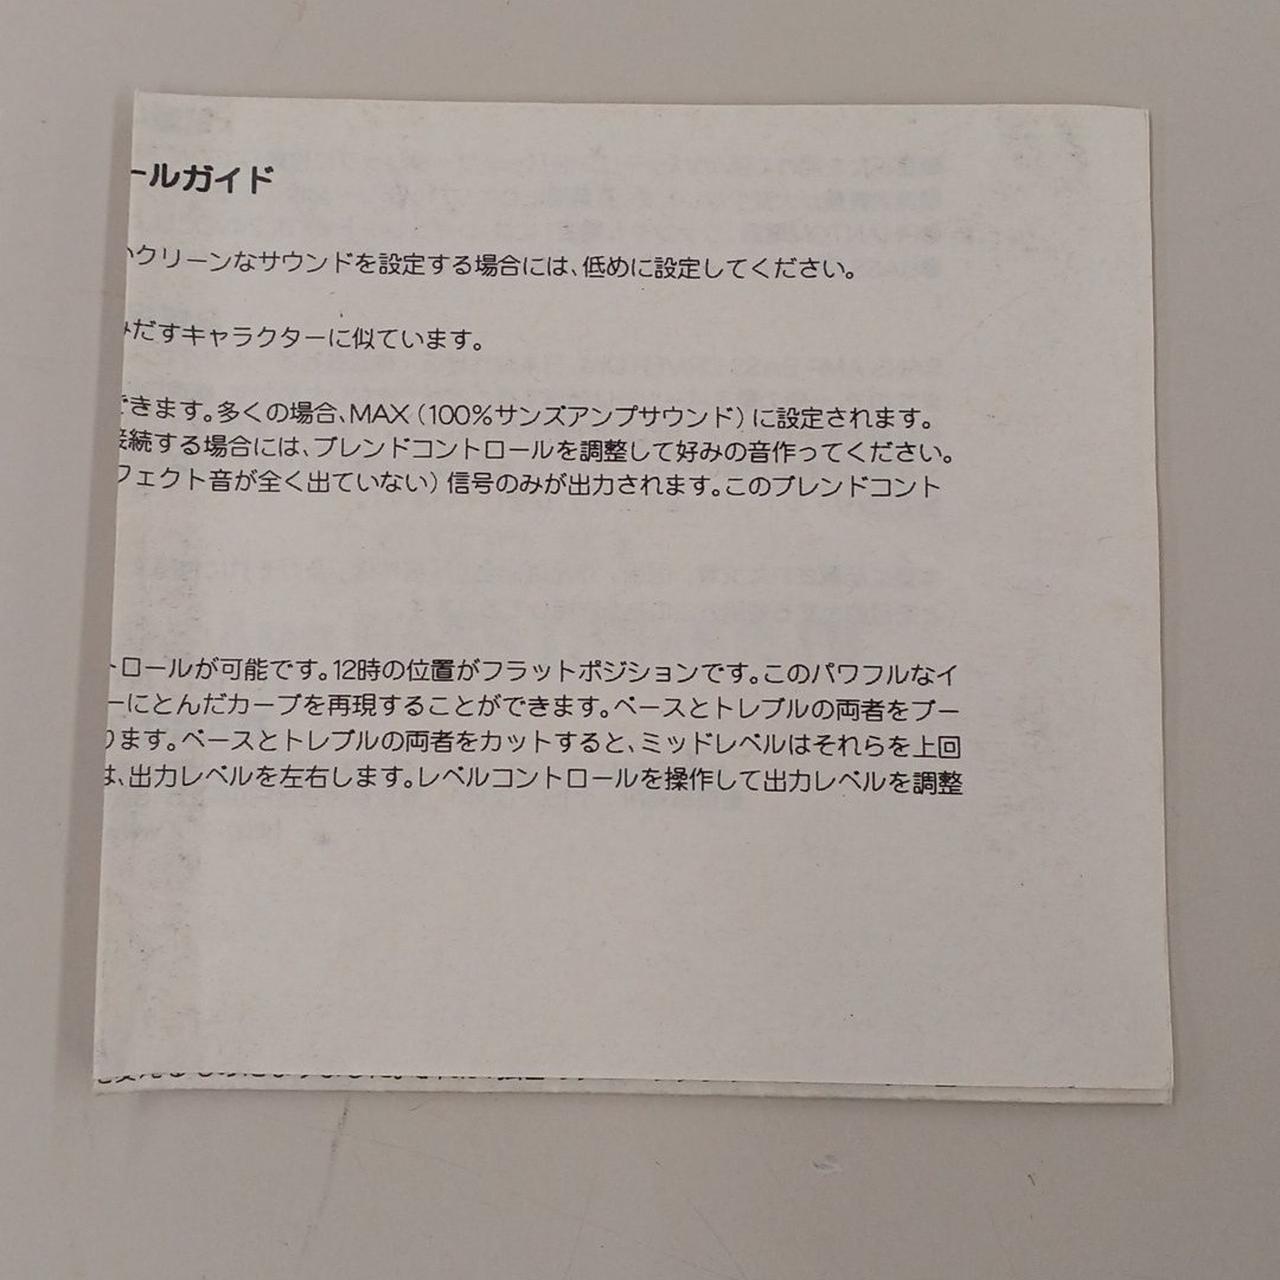 ールガイド
クリーンなサウンドを設定する場合には、低めに設定してください。
みだすキャラクターに似ています。
できます。多くの場合、MAX（100%サンズアンプサウンド）に設定されます。
接続する場合には、ブレンドコントロールを調整して好みの音作ってください。
フェクト音が全く出ていない）信号のみが出力されます。このブレンドコント
トロールが可能です。12時の位置がフラットポジションです。このパワフルなイ
ーにとんだカーブを再現することができます。ベースとトレブルの両者をブー
ります。ベースとトレブルの両者をカットすると、ミッドレベルはそれらを上回
は、出力レベルを左右します。レベルコントロールを操作して出力レベルを調整